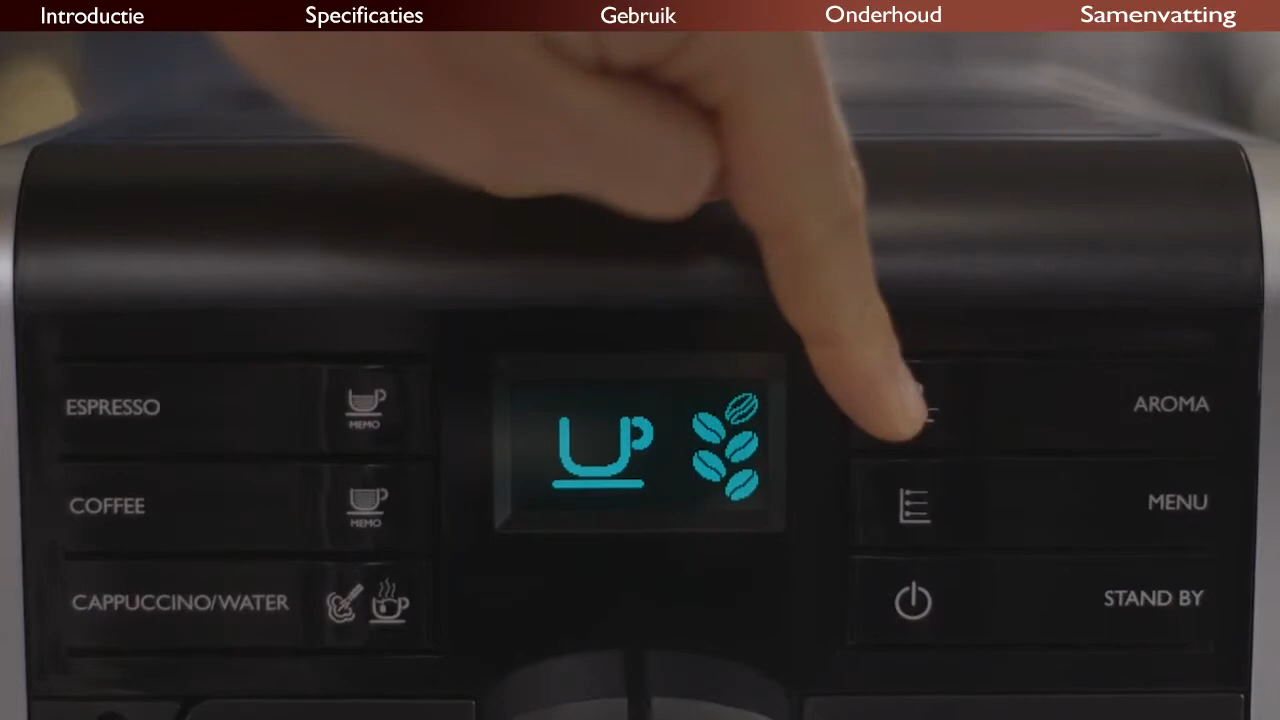 Introductie Specificaties Gebruik Onderhoud Samenvatting
ESPRESSO
MEMO
AROMA
COFFEE
MEMO
MENU
CAPPUCCINO/WATER
STAND BY